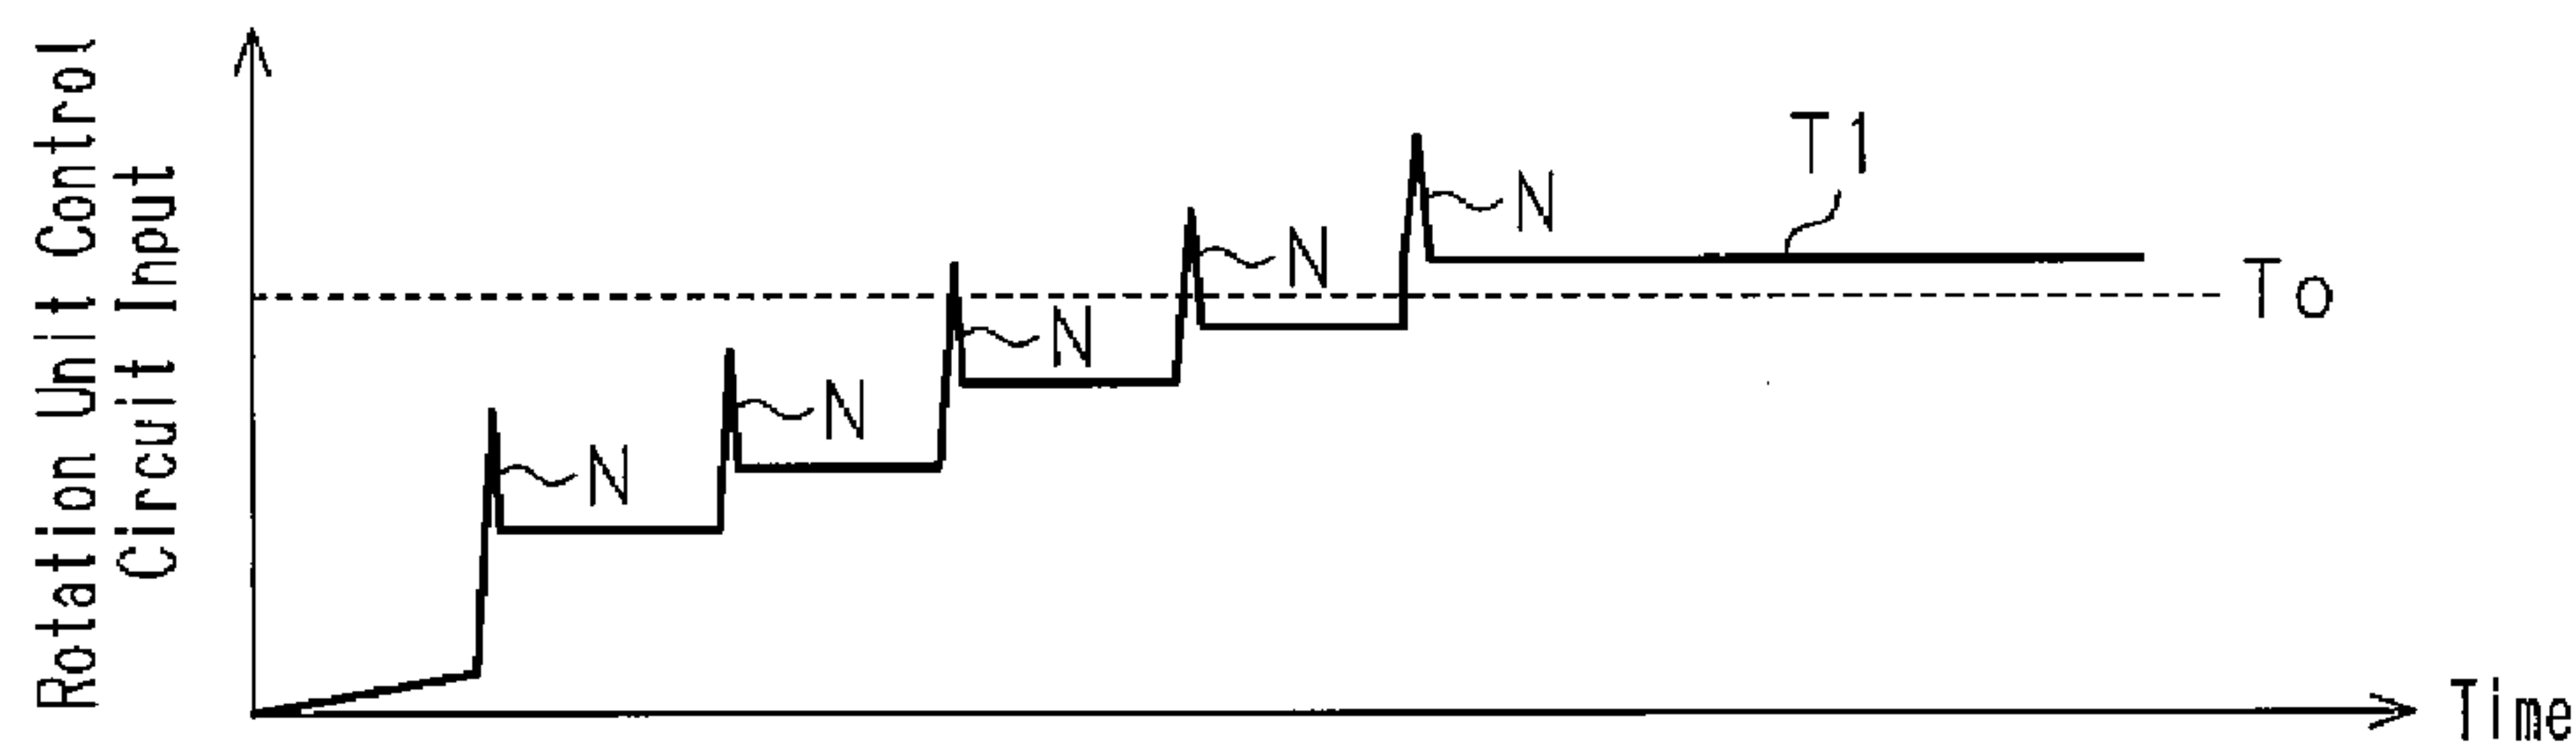 Rotation Unit Control
Circuit Input
T1
N
N
N
N
N
To
Time